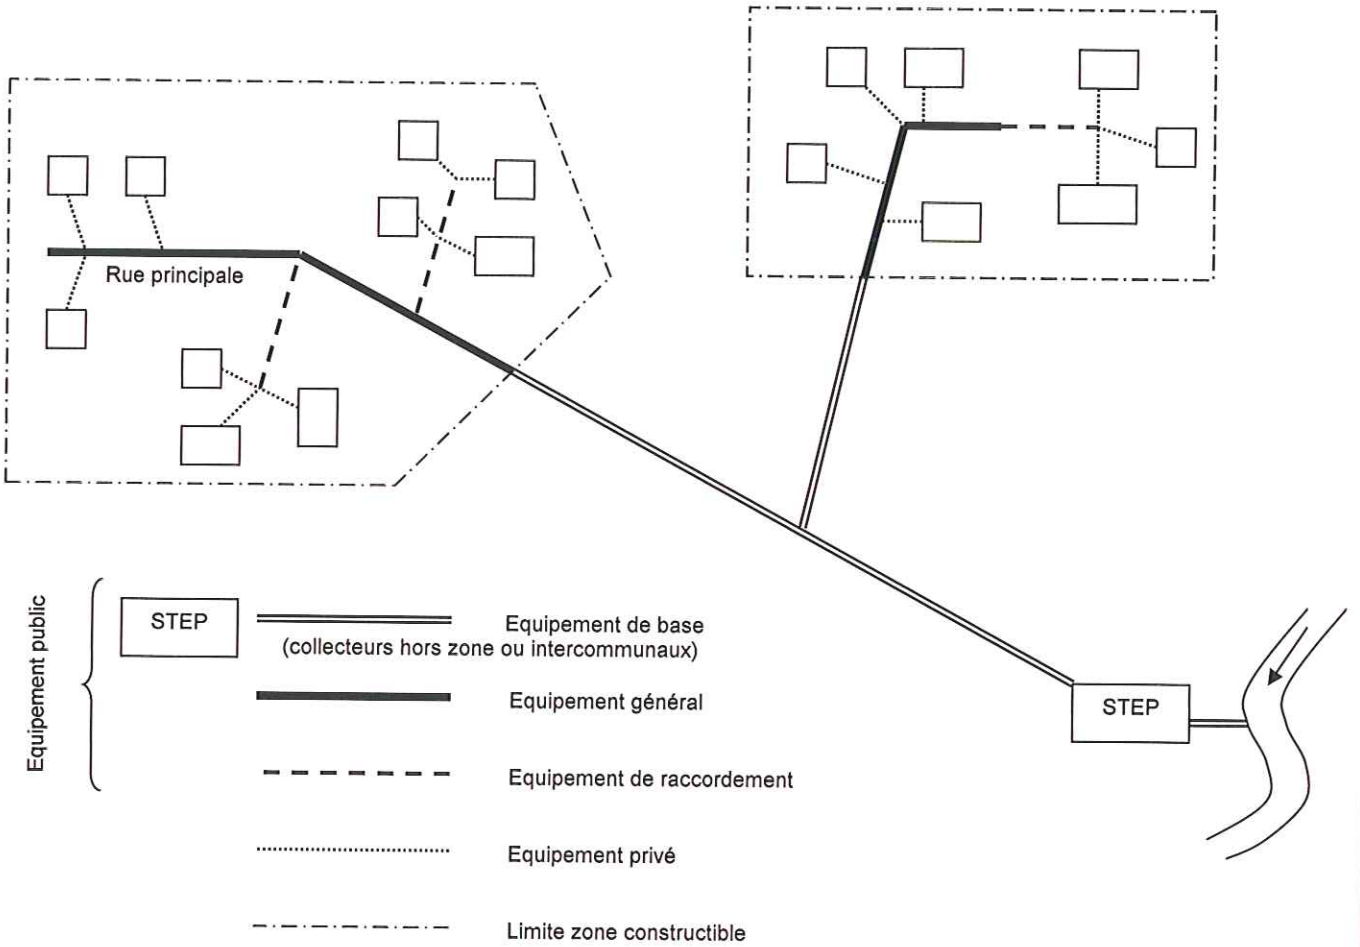 Rue principale
Equipement public
STEP
Equipement de base
(collecteurs hors zone ou intercommunaux)
Equipement général
Equipement de raccordement
Equipement privé
Limite zone constructible
STEP